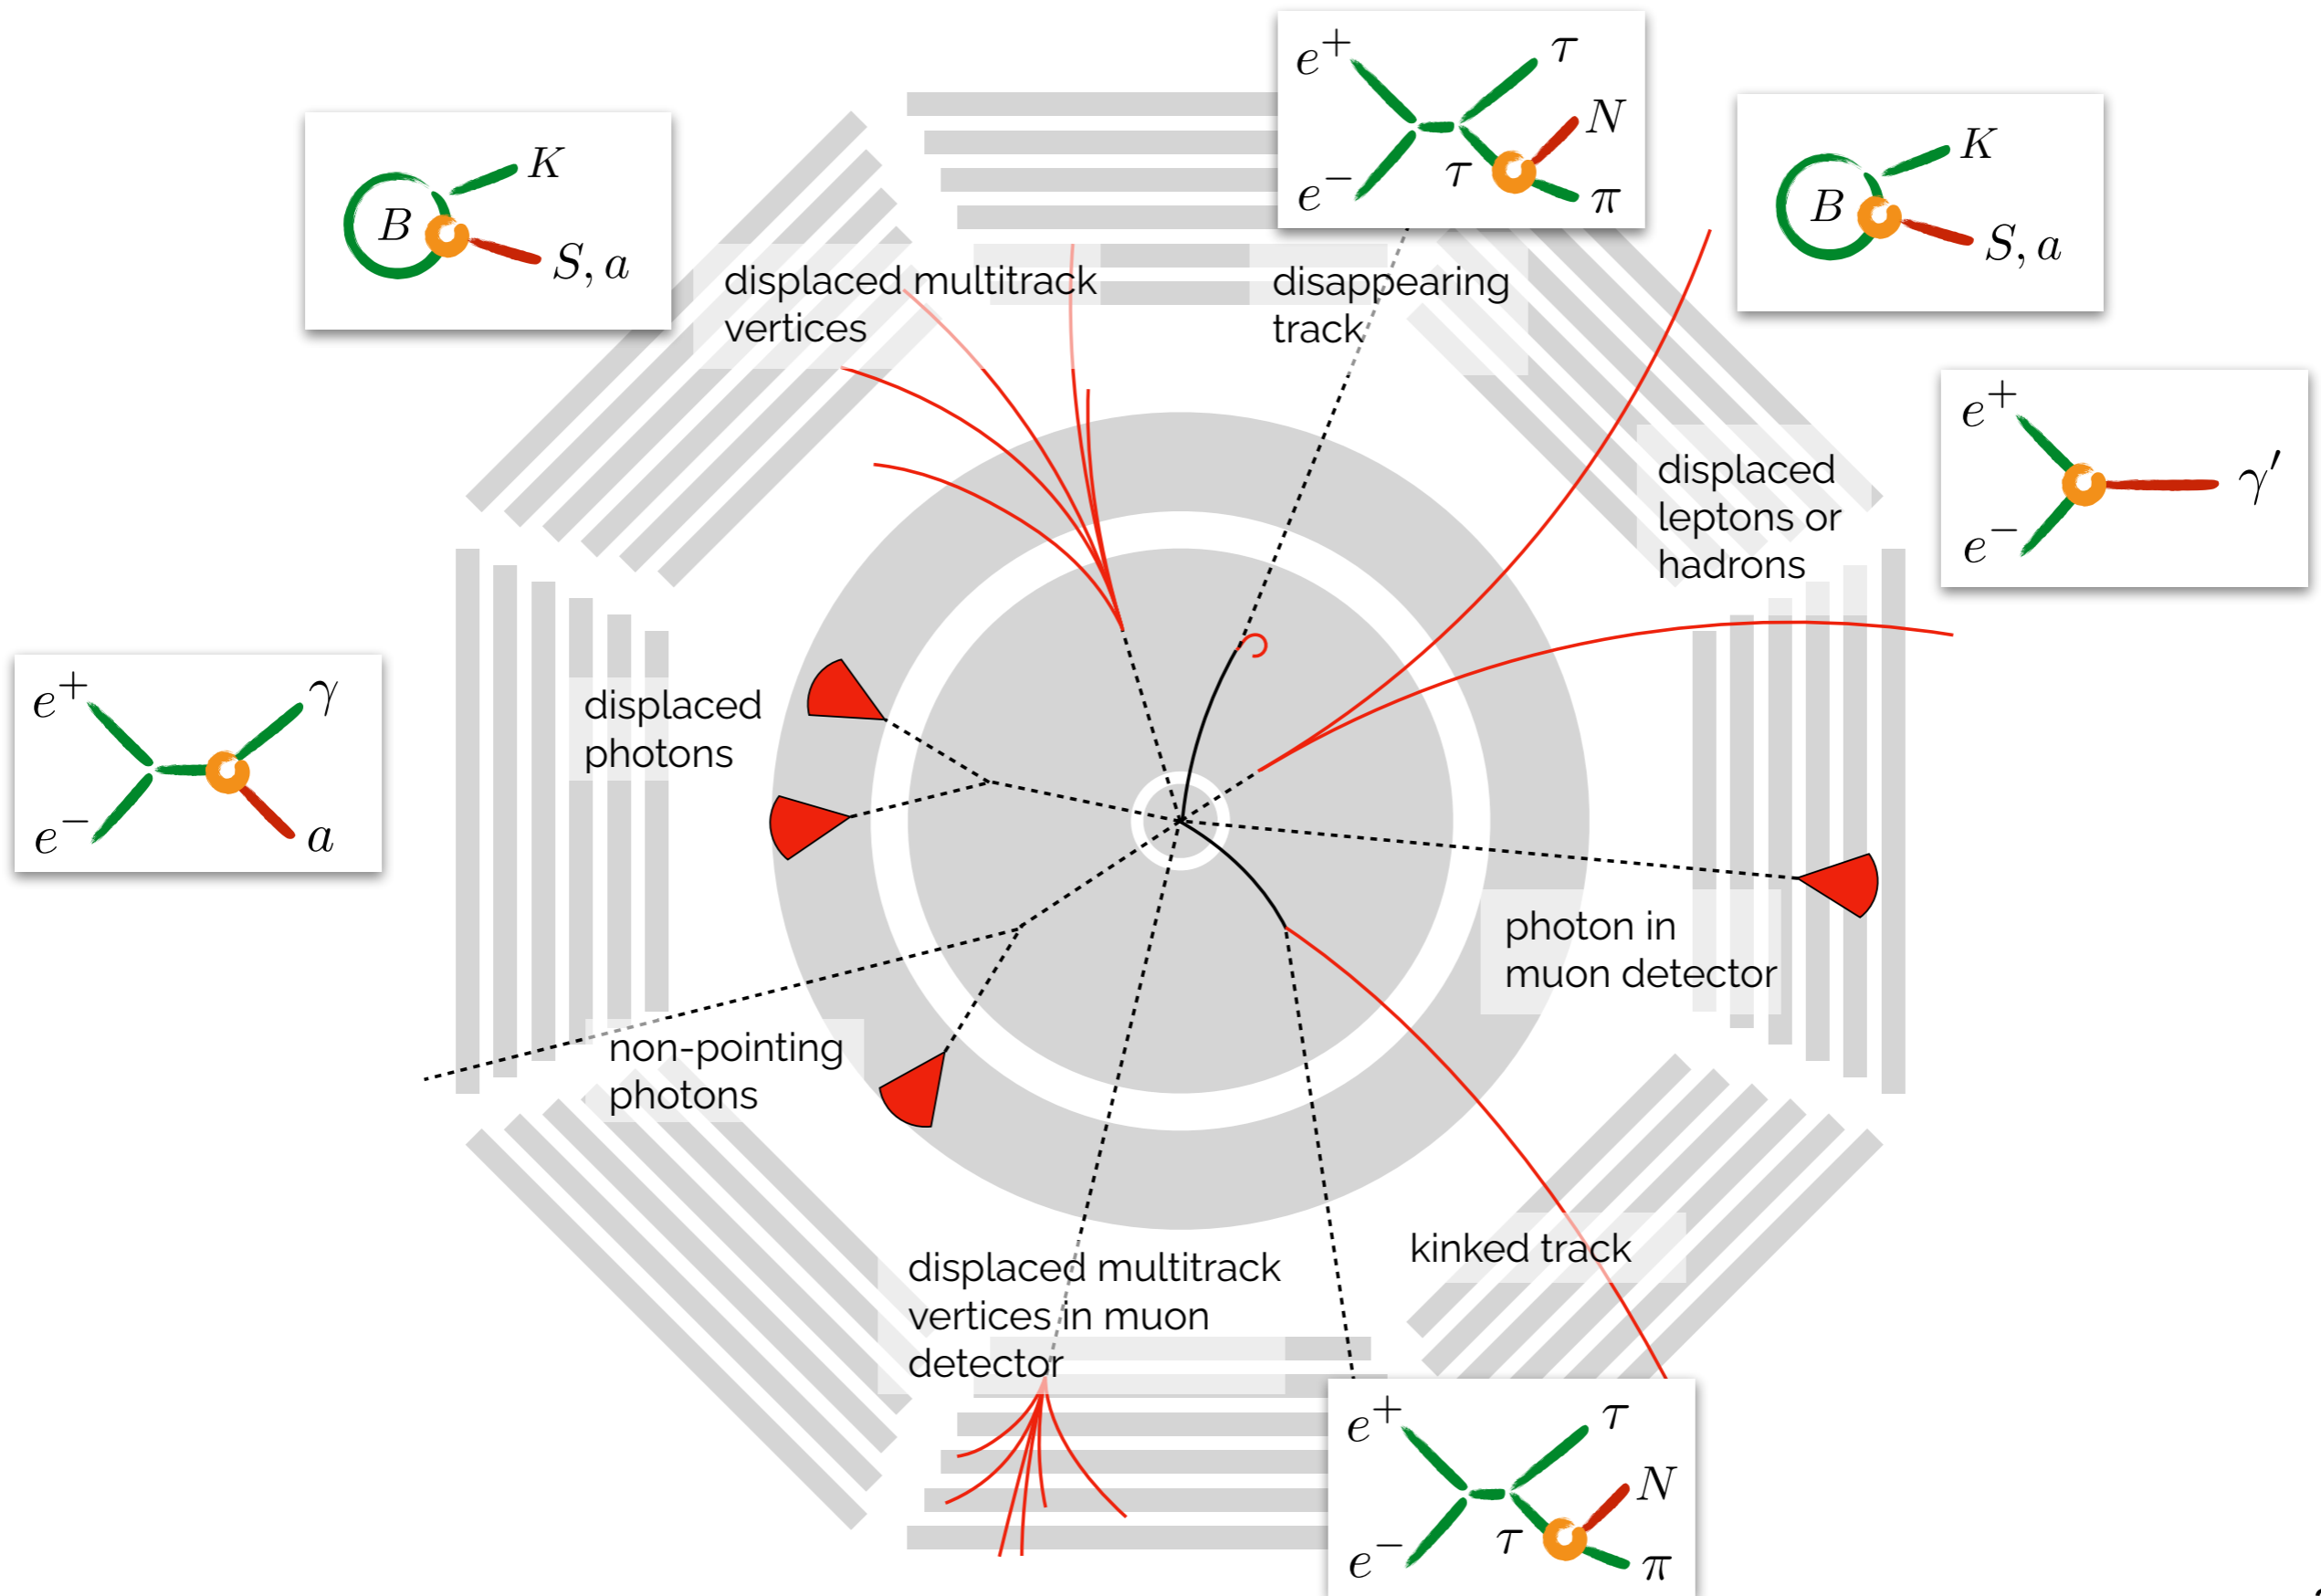 e⁺
τ
N
τ
e⁻
π
K
B
S, a
K
B
S, a
displaced multitrack
vertices
disappearing
track
e⁺
γ′
e⁻
displaced
leptons or
hadrons
e⁺
γ
e⁻
a
displaced
photons
photon in
muon detector
non-pointing
photons
kinked track
displaced multitrack
vertices in muon
detector
e⁺
τ
N
τ
e⁻
π